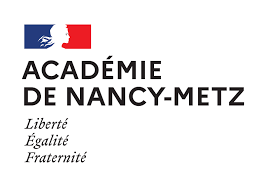 ACADÉMIE
DE NANCY-METZ
Liberté
Égalité
Fraternité